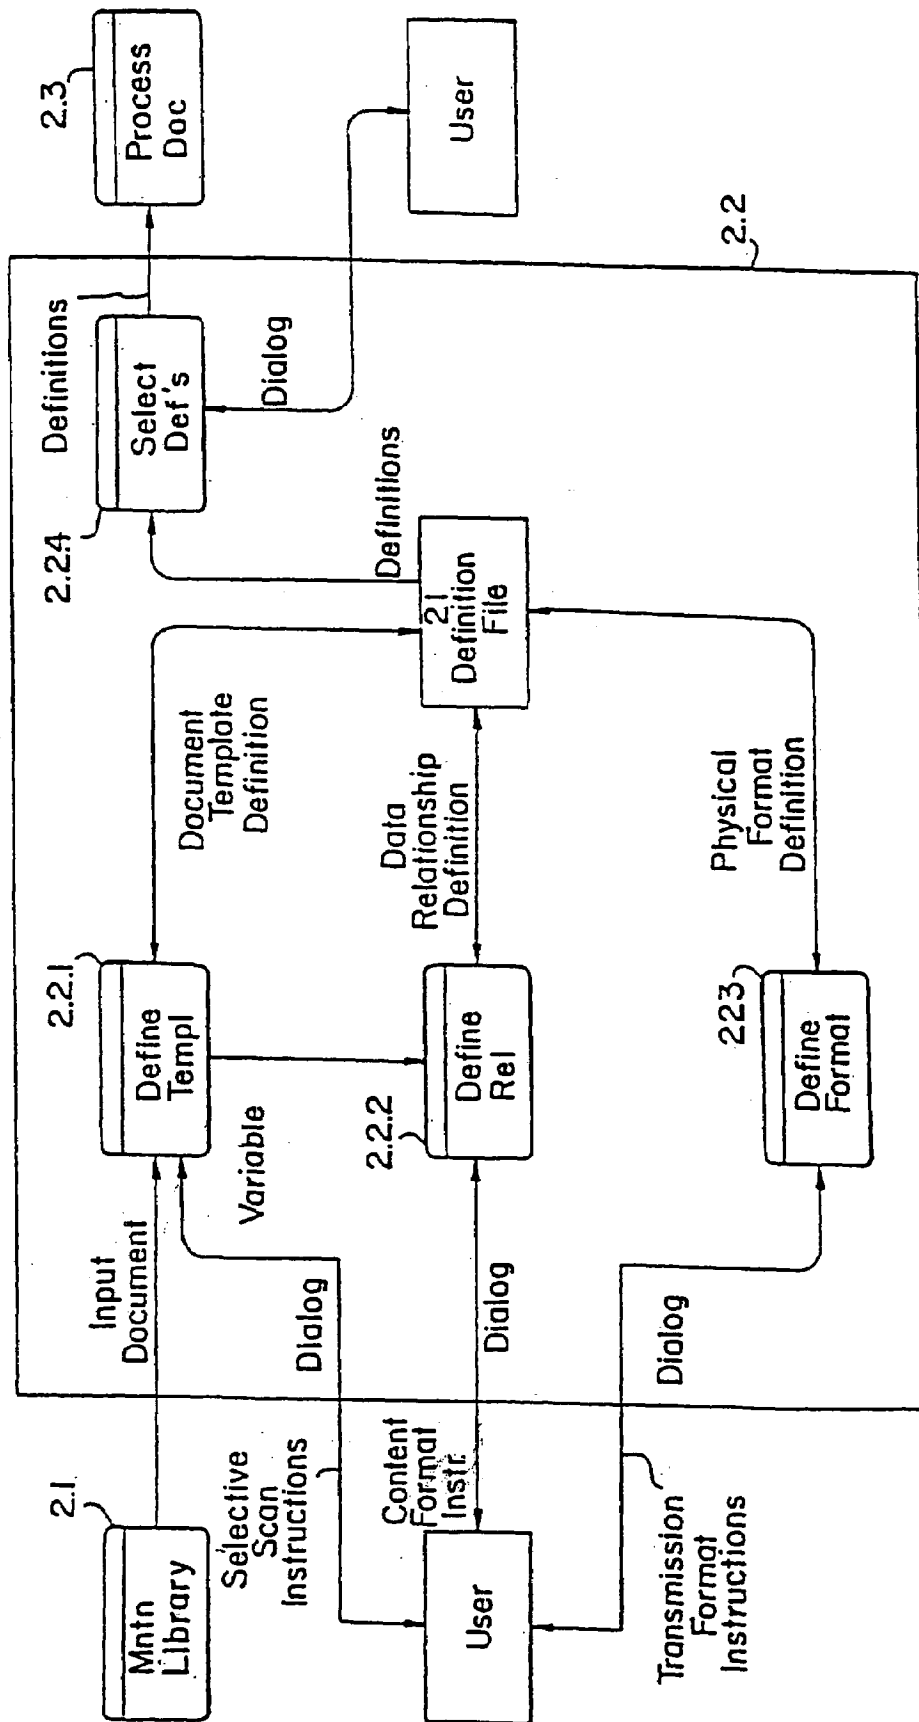 2.1
Mntn
Library
Input
Document
Selective
Scan
Instructions
Dialog
Variable
2.2.1
Define
Templ
Document
Template
Definition
2.2.4
Select
Def's
Definitions
2.3
Process
Doc
User
Content
Format
Instr.
Dialog
2.2.2
Define
Rel
Data
Relationship
Definition
21
Definition
File
Definitions
Dialog
User
Transmission
Format
Instructions
Dialog
223
Define
Format
Physical
Format
Definition
2.2